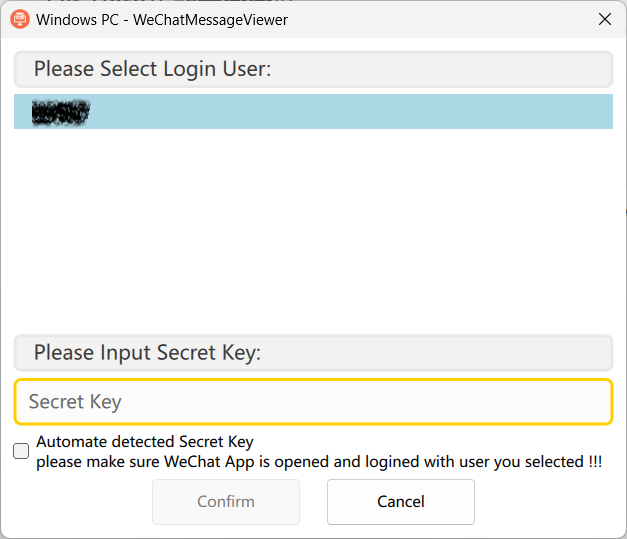 Windows PC - WeChatMessageViewer
Please Select Login User:
Please Input Secret Key:
Secret Key
Automate detected Secret Key
please make sure WeChat App is opened and logined with user you selected !!!
Confirm
Cancel